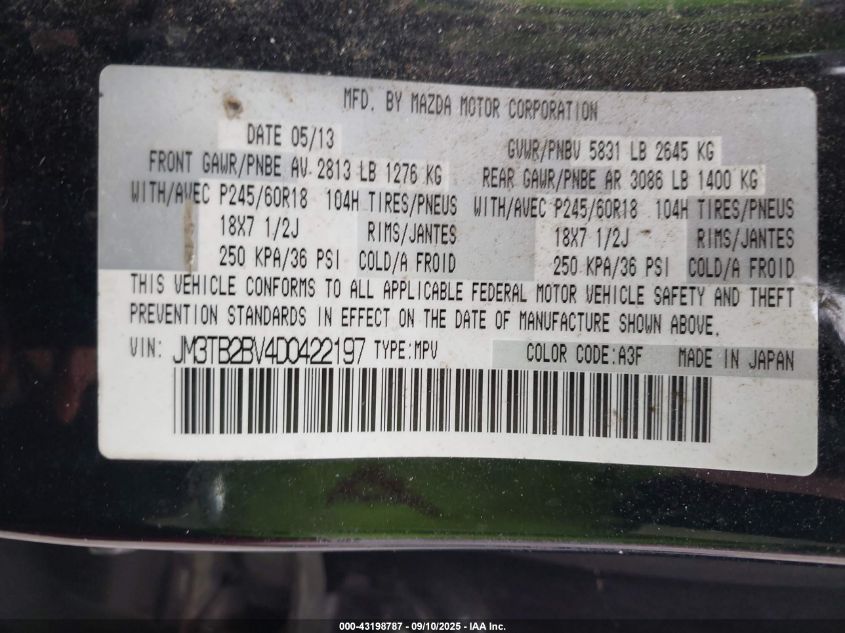 MFD. BY MAZDA MOTOR CORPORATION
DATE 05/13 GVWR/PNBV 5831 LB 2645 KG
FRONT GAWR/PNBE AV 2813 LB 1276 KG REAR GAWR/PNBE AR 3086 LB 1400 KG
WITH/AVEC P245/60R18 104H TIRES/PNEUS WITH/AVEC P245/60R18 104H TIRES/PNEUS
18X7 1/2J RIMS/JANTES 18X7 1/2J RIMS/JANTES
250 KPA/36 PSI COLD/A FROID 250 KPA/36 PSI COLD/A FROID
THIS VEHICLE CONFORMS TO ALL APPLICABLE FEDERAL MOTOR VEHICLE SAFETY AND THEFT
PREVENTION STANDARDS IN EFFECT ON THE DATE OF MANUFACTURE SHOWN ABOVE.
VIN: JM3TB2BV4D0422197 TYPE:MPV COLOR CODE:A3F MADE IN JAPAN
000-43198787 - 09/10/2025 - IAA Inc.